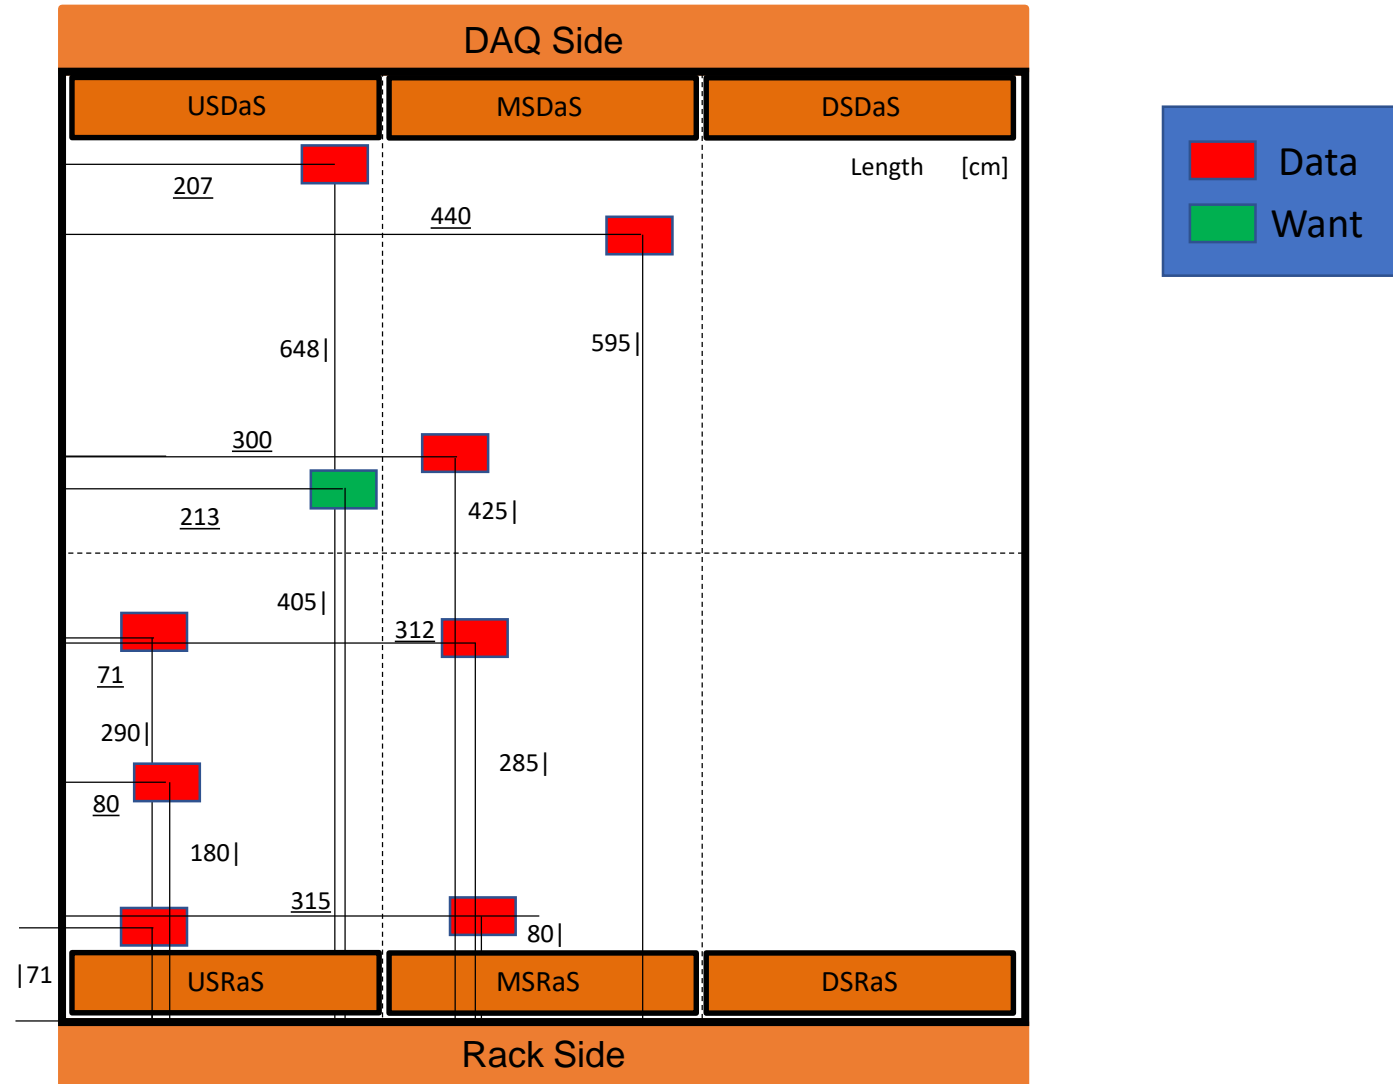 DAQ Side
USDaS
MSDaS
DSDaS
Length [cm]
Data
Want
207
440
648|
595|
300
213
425|
405|
312
71
290|
285|
80
180|
315
80|
|71
USRaS
MSRaS
DSRaS
Rack Side